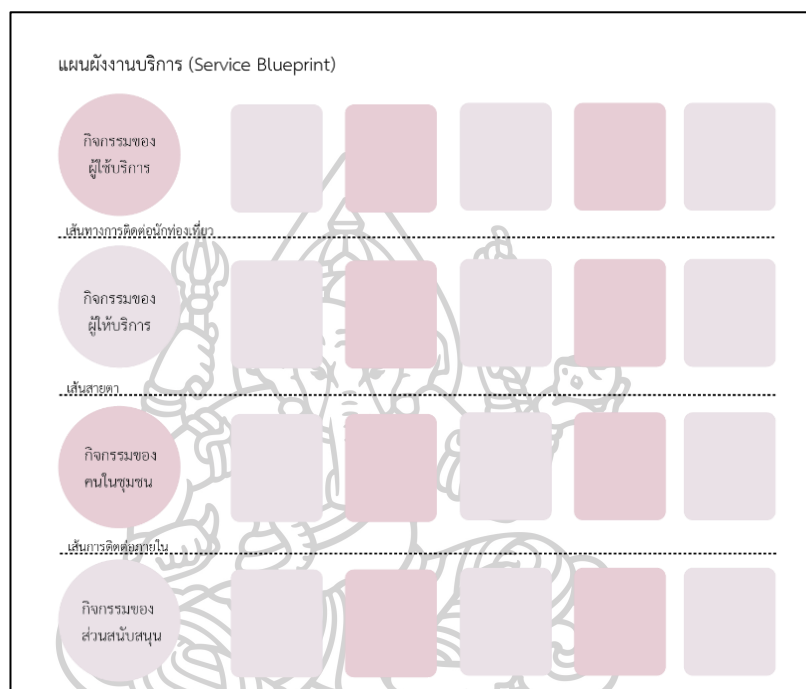 แผนผังงานบริการ (Service Blueprint)
กิจกรรมของ
ผู้ใช้บริการ
เส้นทางการติดต่อนักท่องเที่ยว
กิจกรรมของ
ผู้ให้บริการ
เส้นสายตา
กิจกรรมของ
คนในชุมชน
เส้นการติดต่อภายใน
กิจกรรมของ
ส่วนสนับสนุน